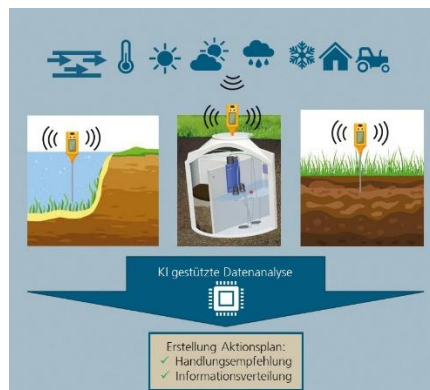 KI gestützte Datenanalyse
Erstellung Aktionsplan:
✓ Handlungsempfehlung
✓ Informationsverteilung